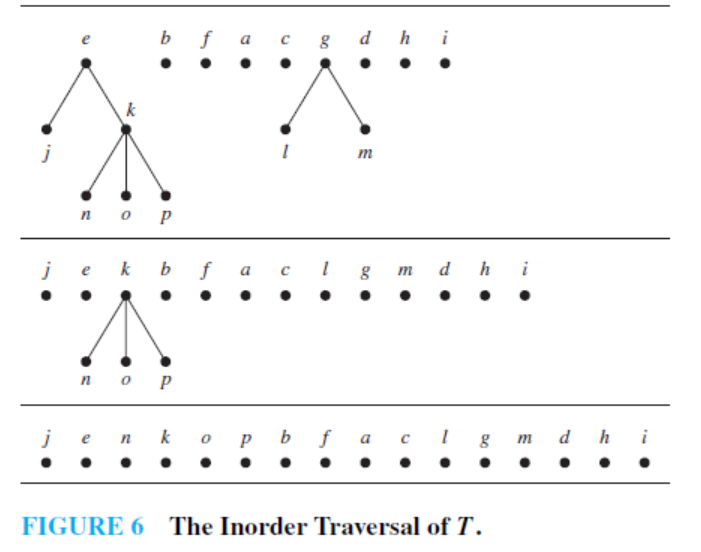 e b f a c g d h i
k
j l m
n o p
j e k b f a c l g m d h i
n o p
j e n k o p b f a c l g m d h i
FIGURE 6 The Inorder Traversal of T.